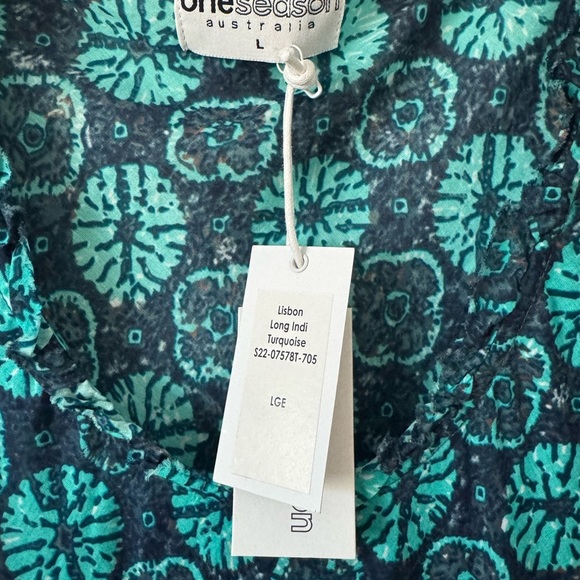 oneseason
australia
L
Lisbon
Long Indi
Turquoise
S22-07578T-705
LGE